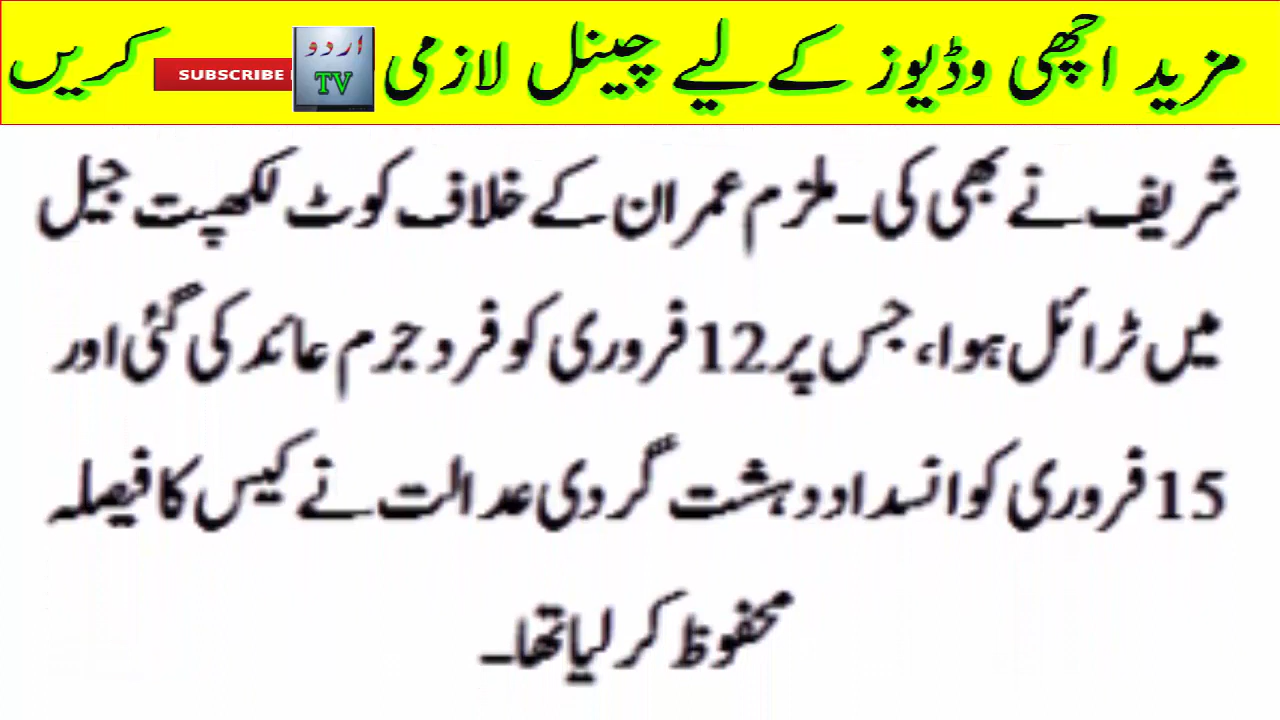 مزید اچھی وڈیوز کے لیے چینل لازمی اردو TV SUBSCRIBE کریں
شریف نے بھی کی۔ ملزم عمران کے خلاف کوٹ لکھپت جیل
میں ٹرائل ہوا، جس پر 12 فروری کو فرد جرم عائد کی گئی اور
15 فروری کو انسداد دہشت گردی عدالت نے کیس کا فیصلہ
محفوظ کر لیا تھا۔